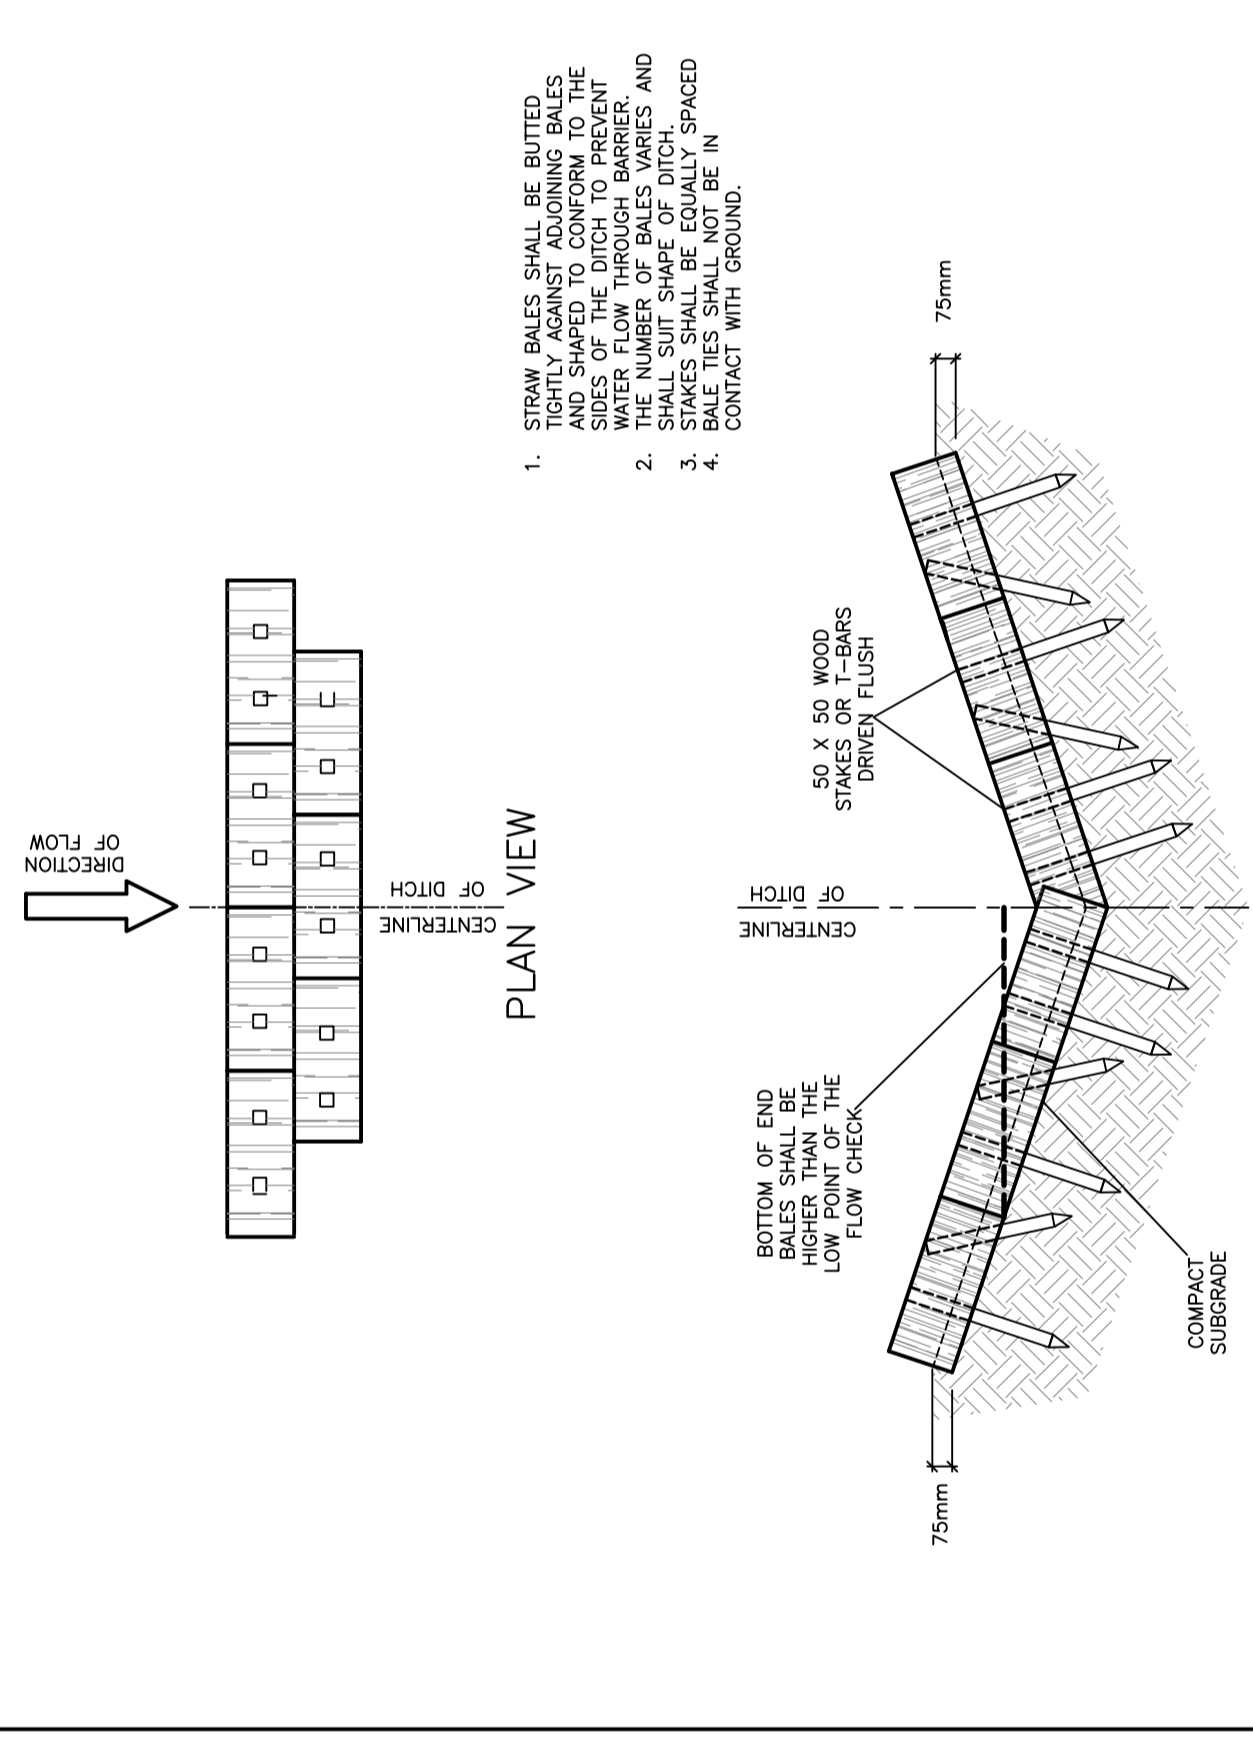 DIRECTION
OF FLOW
CENTERLINE
OF DITCH
PLAN VIEW
1. STRAW BALES SHALL BE BUTTED
TIGHTLY AGAINST ADJOINING BALES
AND SHAPED TO CONFORM TO THE
SIDES OF THE DITCH TO PREVENT
WATER FLOW THROUGH BARRIER.
2. THE NUMBER OF BALES VARIES AND
SHALL SUIT SHAPE OF DITCH.
3. STAKES SHALL BE EQUALLY SPACED
4. BALE TIES SHALL NOT BE IN
CONTACT WITH GROUND.
CENTERLINE
OF DITCH
BOTTOM OF END
BALES SHALL BE
HIGHER THAN THE
LOW POINT OF THE
FLOW CHECK
50 X 50 WOOD
STAKES OR T-BARS
DRIVEN FLUSH
75mm
75mm
COMPACT
SUBGRADE